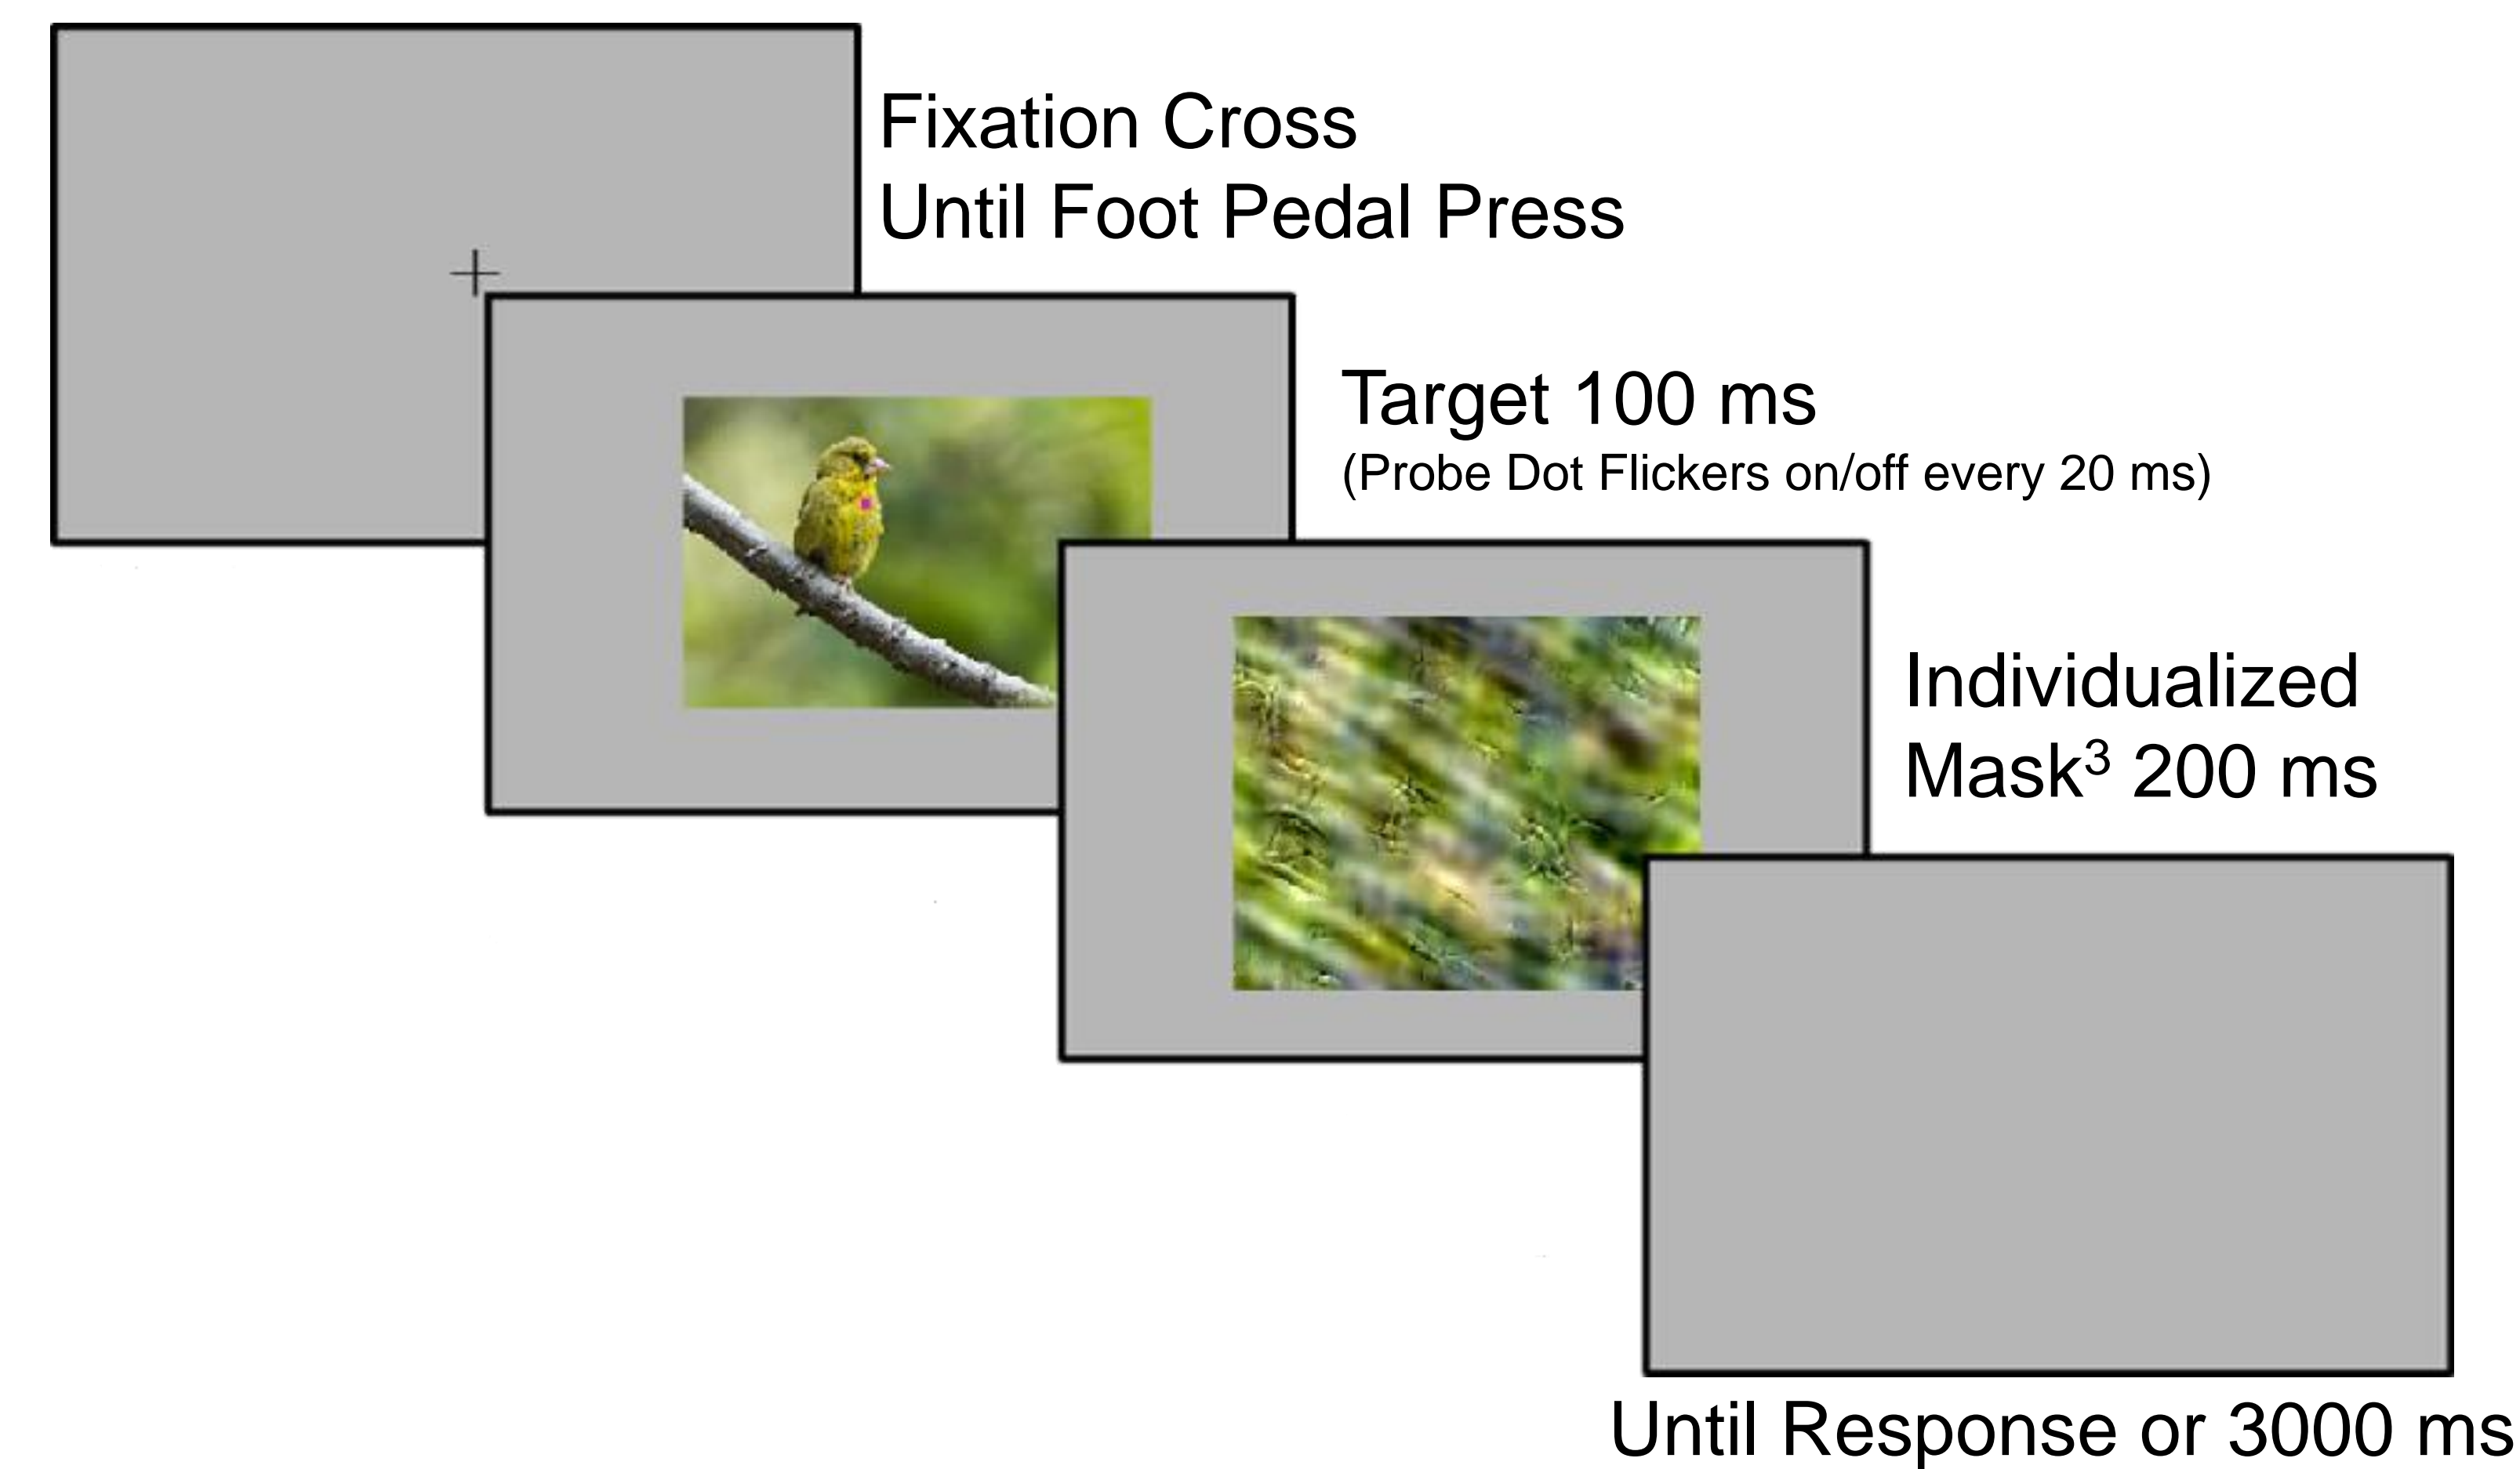 Fixation Cross
Until Foot Pedal Press
Target 100 ms
(Probe Dot Flickers on/off every 20 ms)
Individualized
Mask³ 200 ms
Until Response or 3000 ms